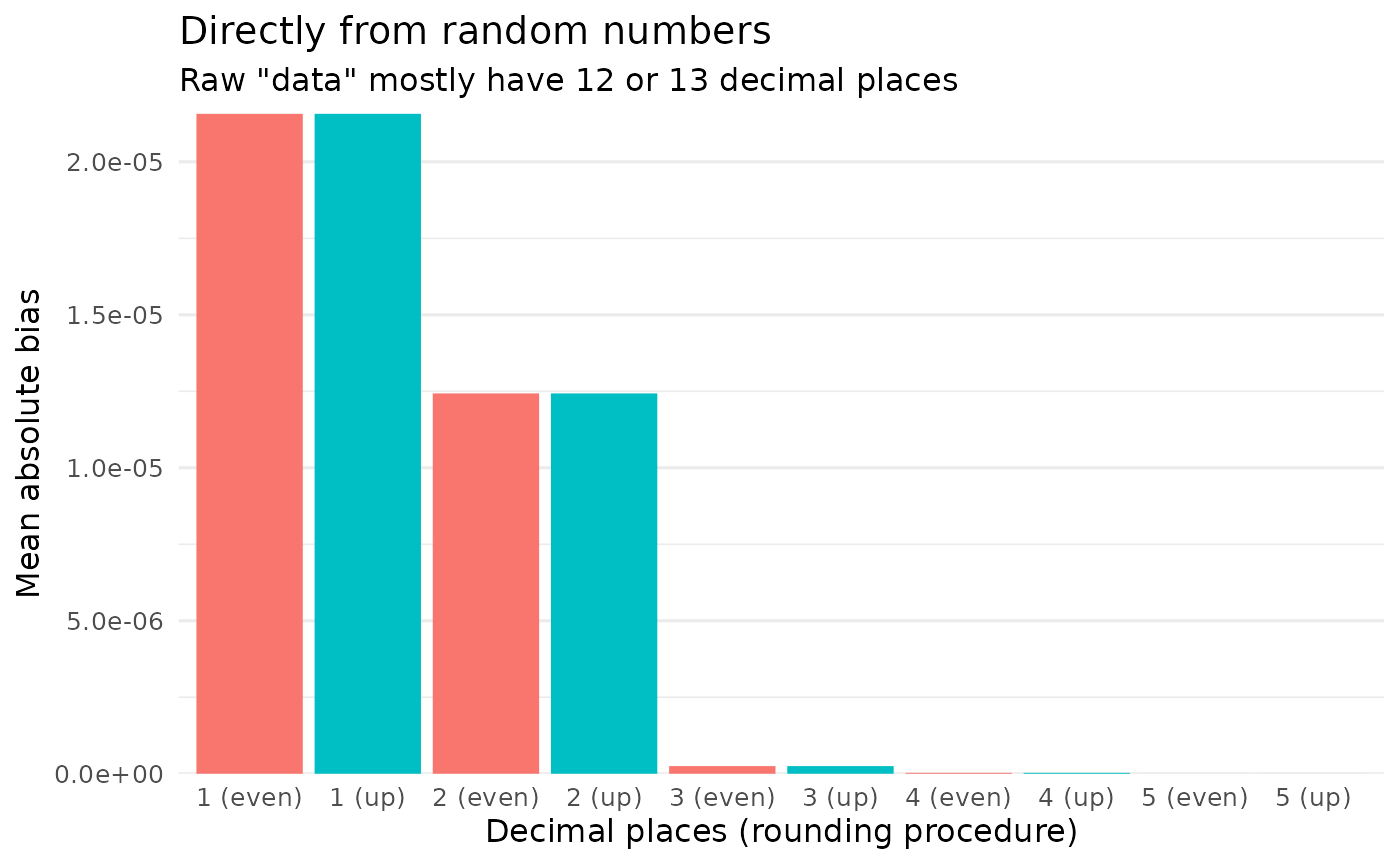 Directly from random numbers
Raw "data" mostly have 12 or 13 decimal places
Mean absolute bias
2.0e-05
1.5e-05
1.0e-05
5.0e-06
0.0e+00
1 (even) 1 (up) 2 (even) 2 (up) 3 (even) 3 (up) 4 (even) 4 (up) 5 (even) 5 (up)
Decimal places (rounding procedure)